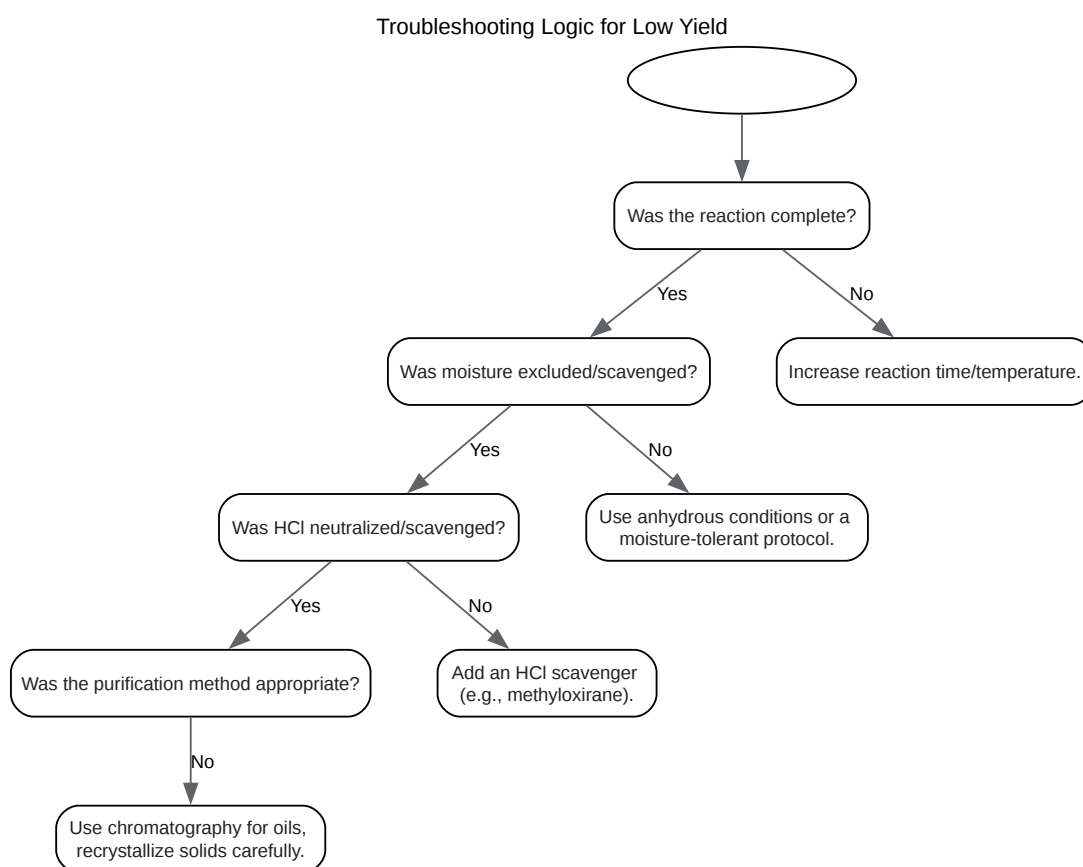 Troubleshooting Logic for Low Yield
Was the reaction complete?
Yes
No
Was moisture excluded/scavenged?
Increase reaction time/temperature.
Yes
No
Was HCl neutralized/scavenged?
Use anhydrous conditions or a
moisture-tolerant protocol.
Yes
No
Was the purification method appropriate?
Add an HCl scavenger
(e.g., methyloxirane).
No
Use chromatography for oils,
recrystallize solids carefully.